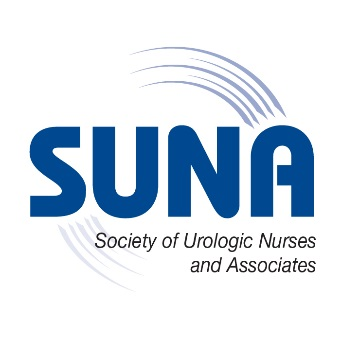 SUNA
Society of Urologic Nurses
and Associates